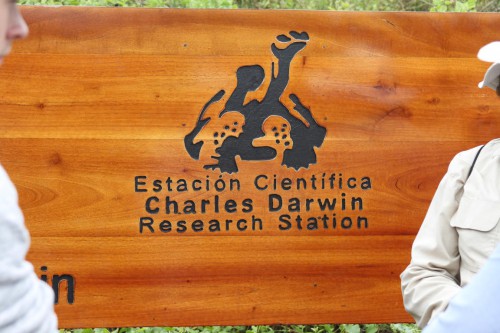 Estación Científica
Charles Darwin
Research Station